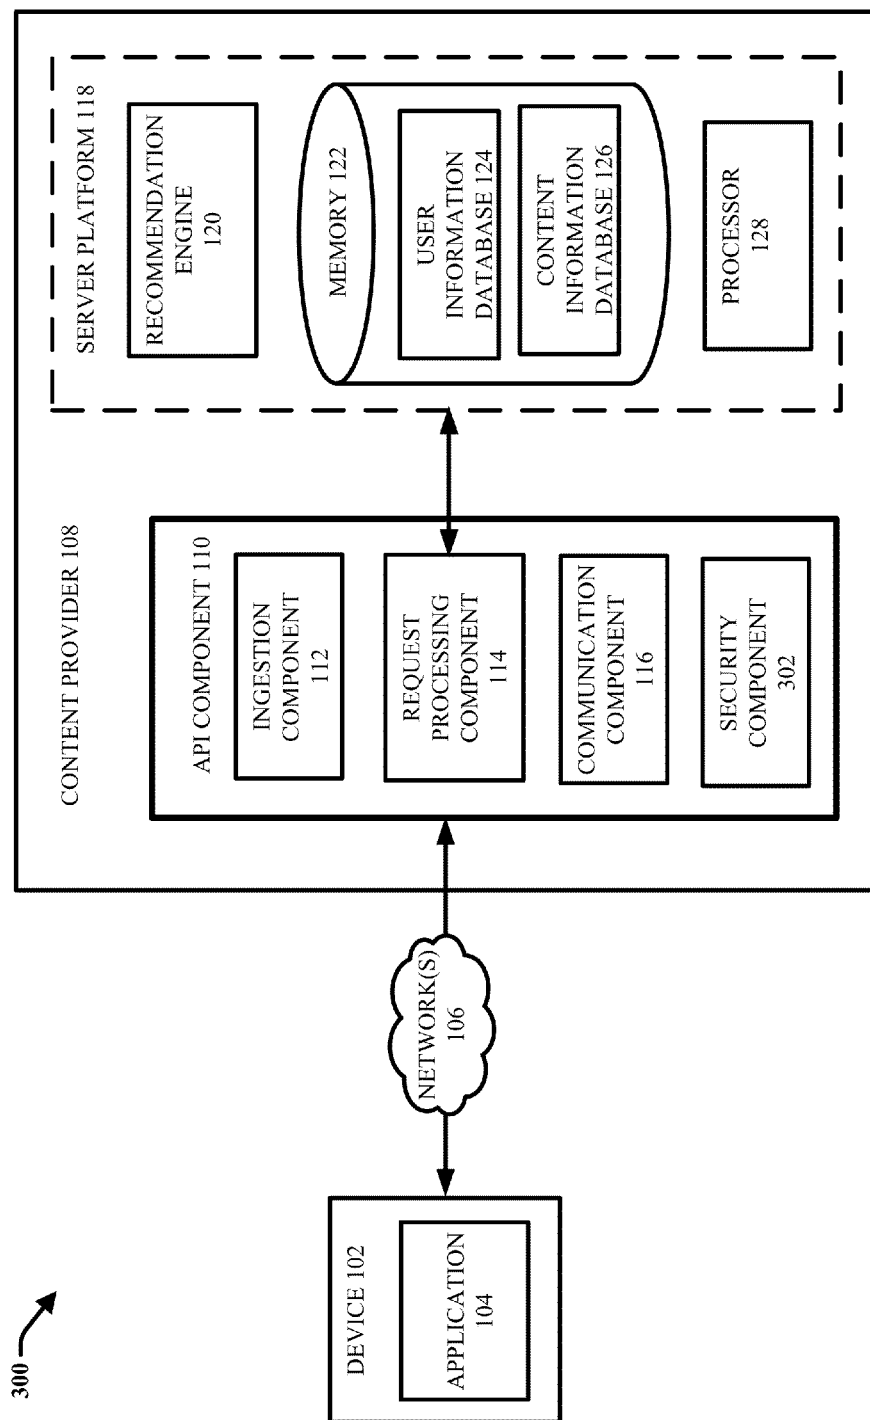 300
DEVICE 102
APPLICATION
104
NETWORK(S)
106
CONTENT PROVIDER 108
API COMPONENT 110
INGESTION
COMPONENT
112
REQUEST
PROCESSING
COMPONENT
114
COMMUNICATION
COMPONENT
116
SECURITY
COMPONENT
302
SERVER PLATFORM 118
RECOMMENDATION
ENGINE
120
MEMORY 122
USER
INFORMATION
DATABASE 124
CONTENT
INFORMATION
DATABASE 126
PROCESSOR
128